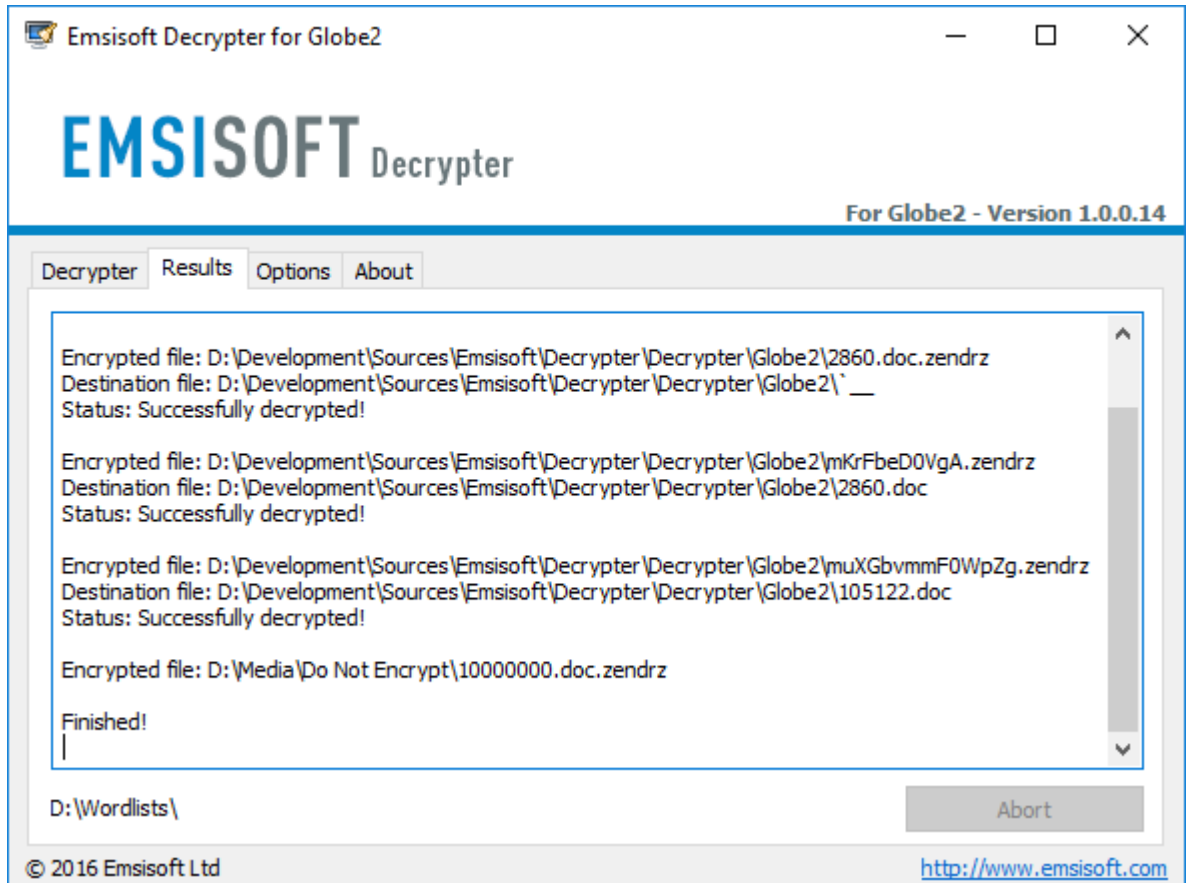 Emsisoft Decrypter for Globe2
EMSISOFT Decrypter
For Globe2 - Version 1.0.0.14
Decrypter Results Options About
Encrypted file: D:\Development\Sources\Emsisoft\Decrypter\Decrypter\Globe2\2860.doc.zendrz
Destination file: D:\Development\Sources\Emsisoft\Decrypter\Decrypter\Globe2\`__
Status: Successfully decrypted!
Encrypted file: D:\Development\Sources\Emsisoft\Decrypter\Decrypter\Globe2\mKrFbeD0VgA.zendrz
Destination file: D:\Development\Sources\Emsisoft\Decrypter\Decrypter\Globe2\2860.doc
Status: Successfully decrypted!
Encrypted file: D:\Development\Sources\Emsisoft\Decrypter\Decrypter\Globe2\muXGbvmmF0WpZg.zendrz
Destination file: D:\Development\Sources\Emsisoft\Decrypter\Decrypter\Globe2\105122.doc
Status: Successfully decrypted!
Encrypted file: D:\Media\Do Not Encrypt\10000000.doc.zendrz
Finished!
D:\Wordlists\
Abort
© 2016 Emsisoft Ltd
http://www.emsisoft.com